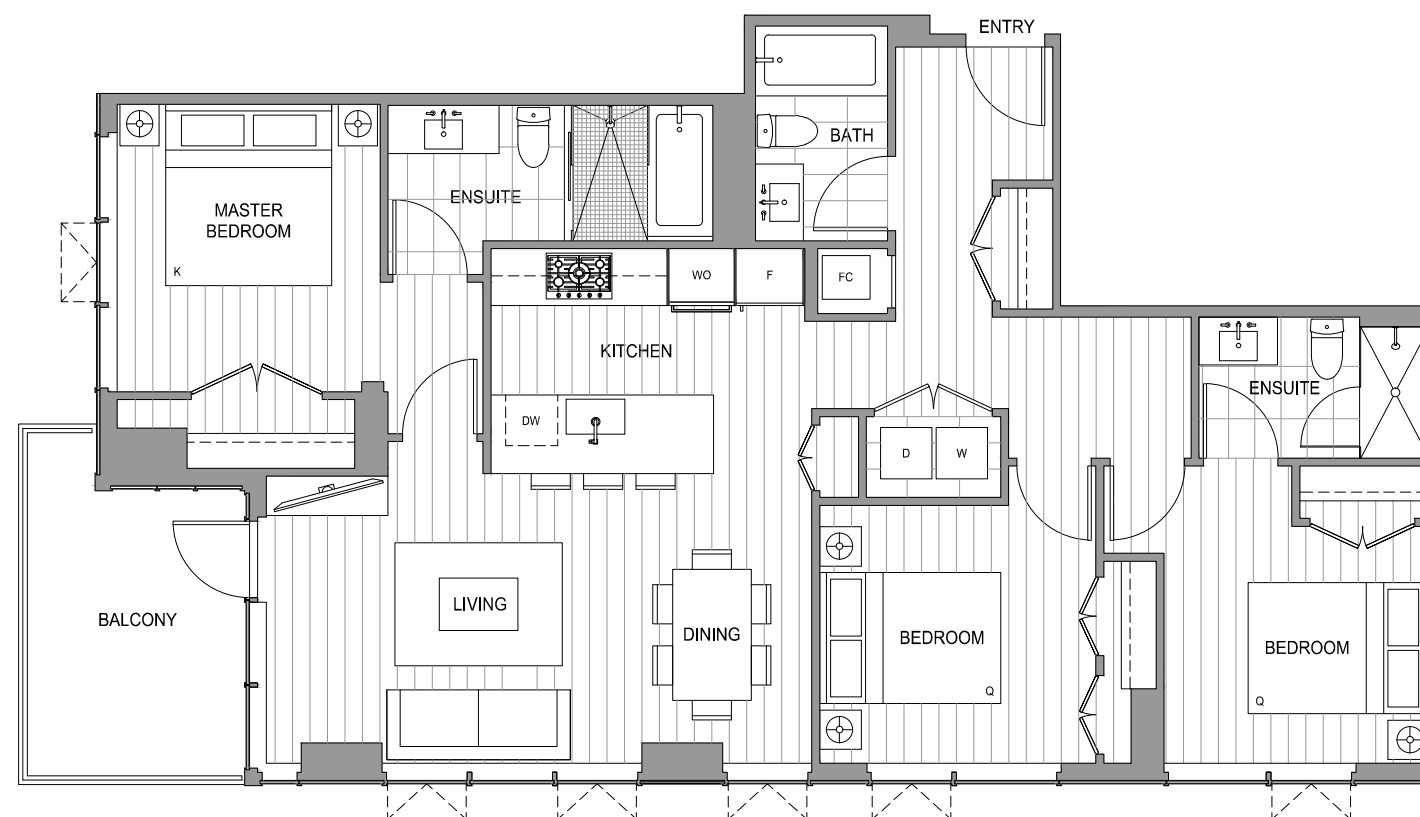 ENTRY
BATH
ENSUITE
MASTER
BEDROOM
K
WO
F
FC
KITCHEN
ENSUITE
DW
D
W
LIVING
BALCONY
DINING
BEDROOM
Q
BEDROOM
Q